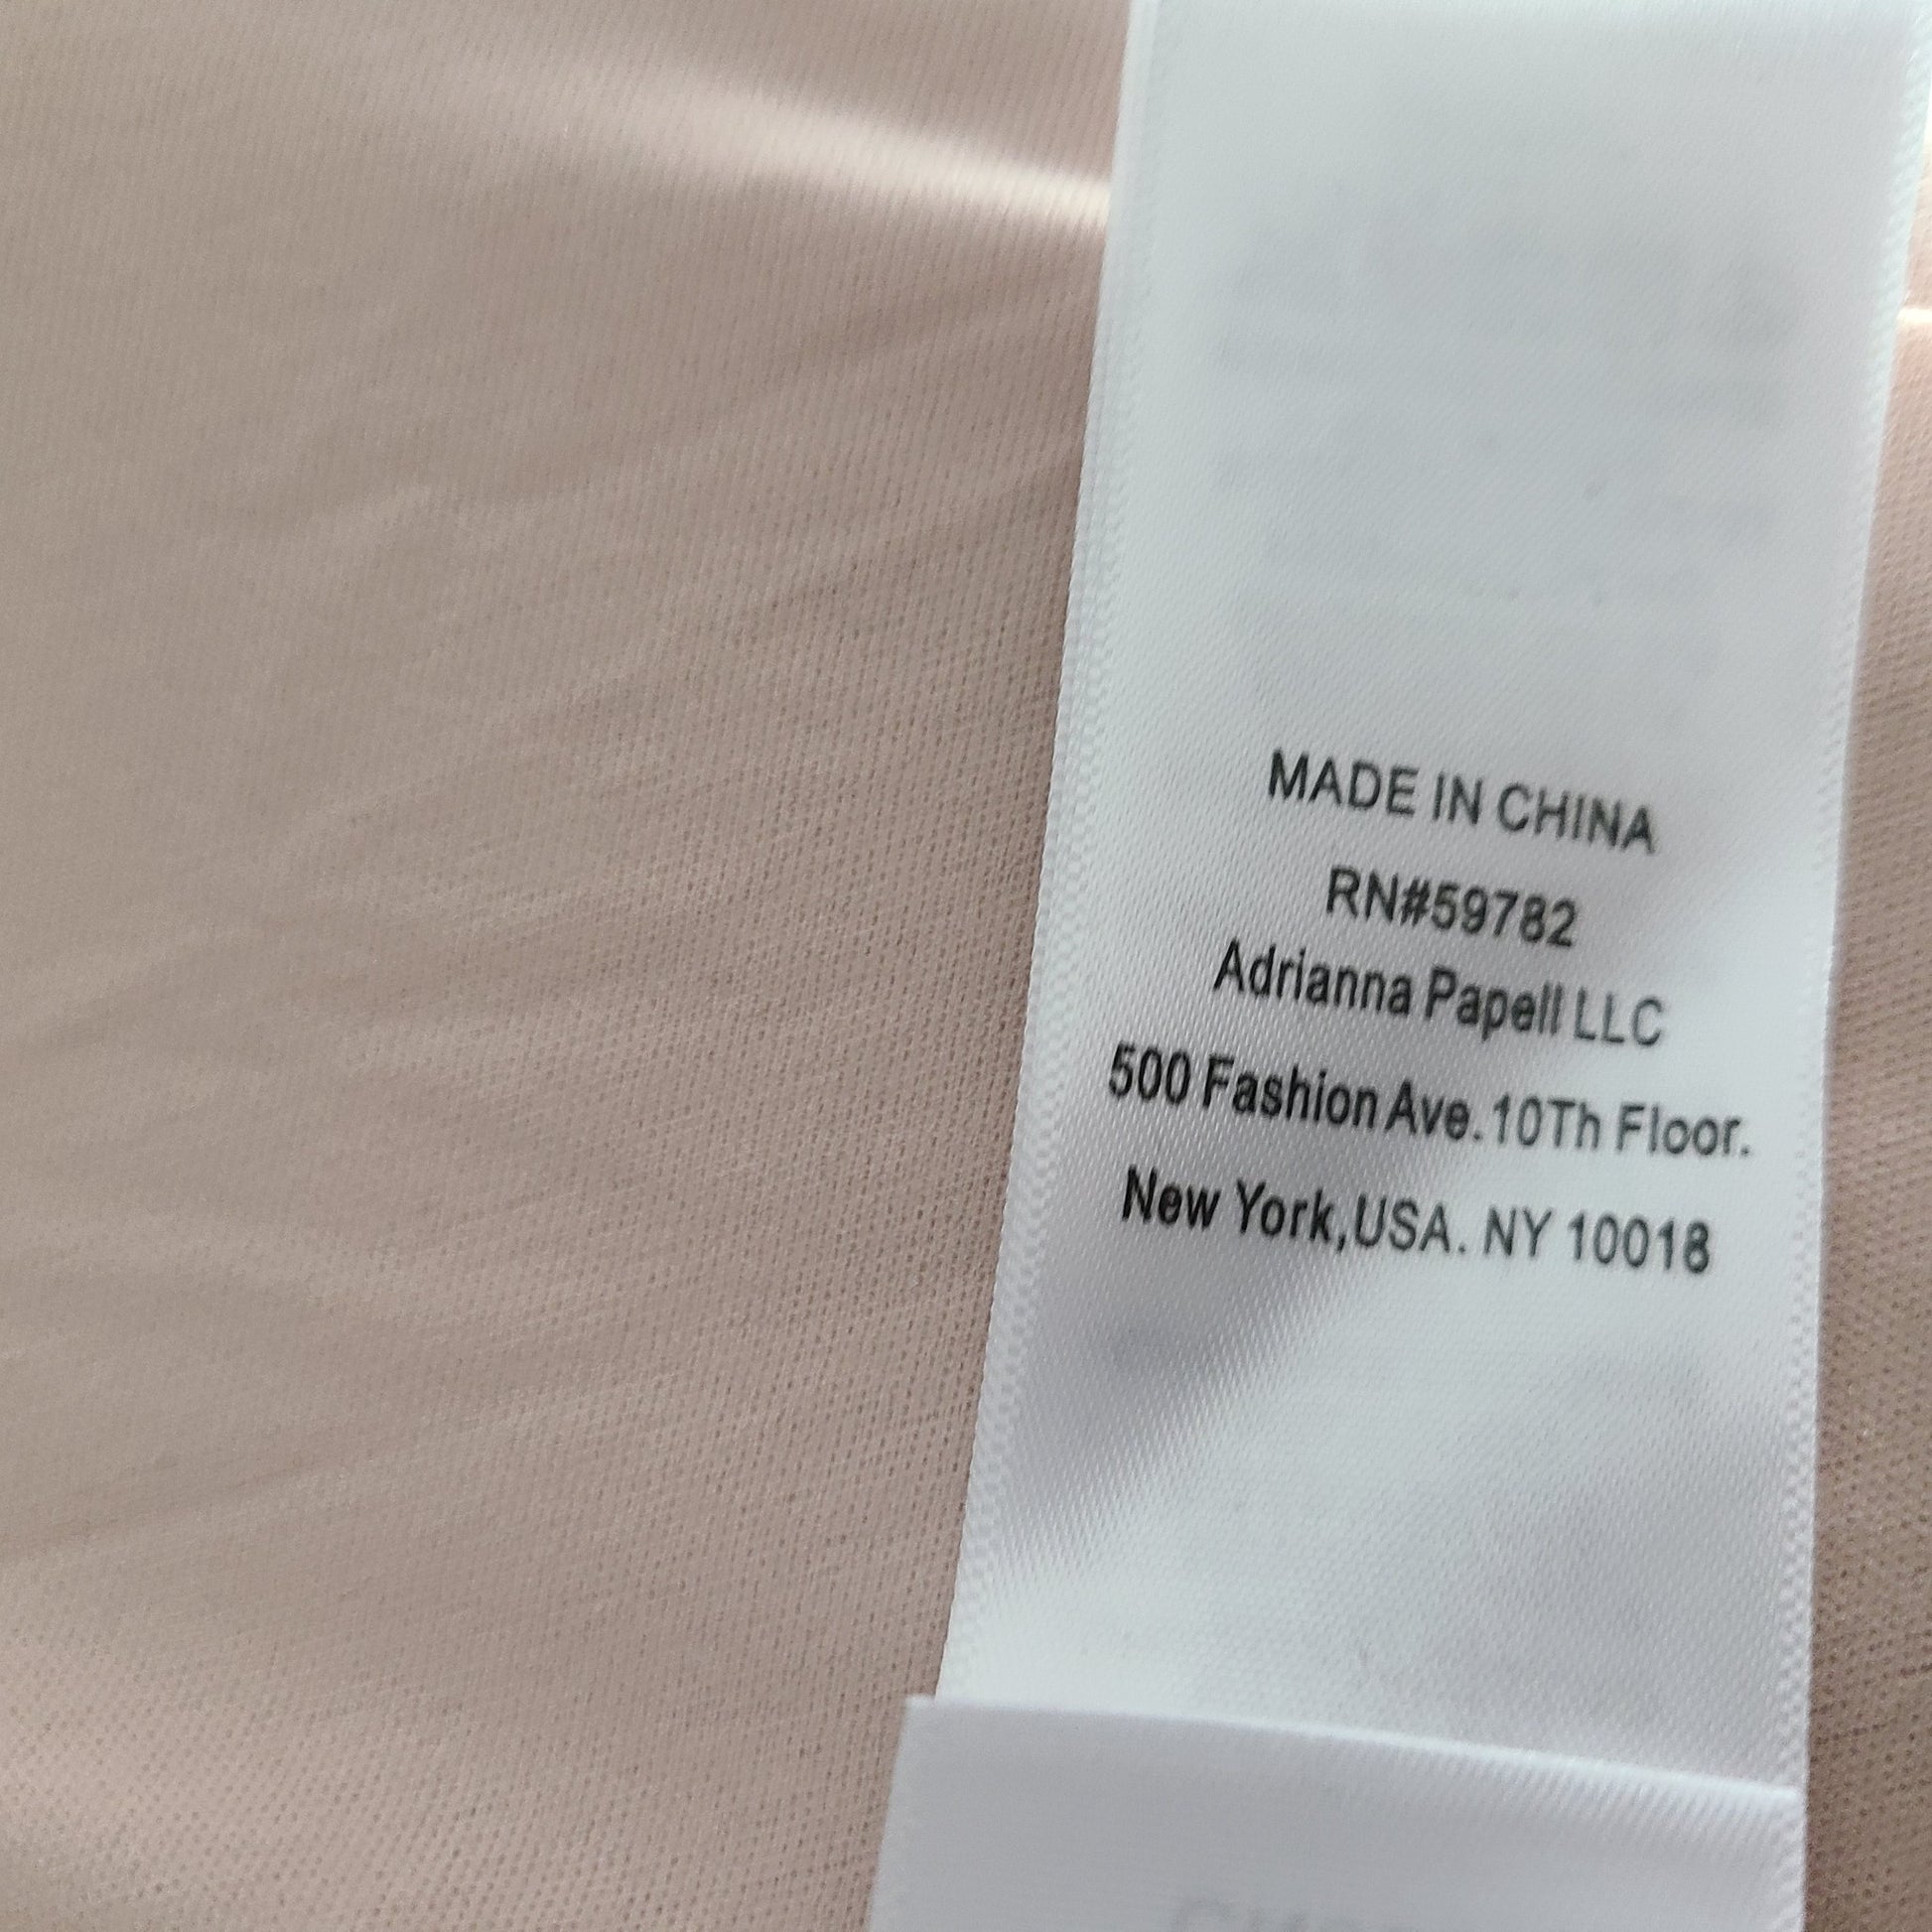 MADE IN CHINA
RN#59782
Adrianna Papell LLC
500 Fashion Ave.10Th Floor.
New York,USA. NY 10018